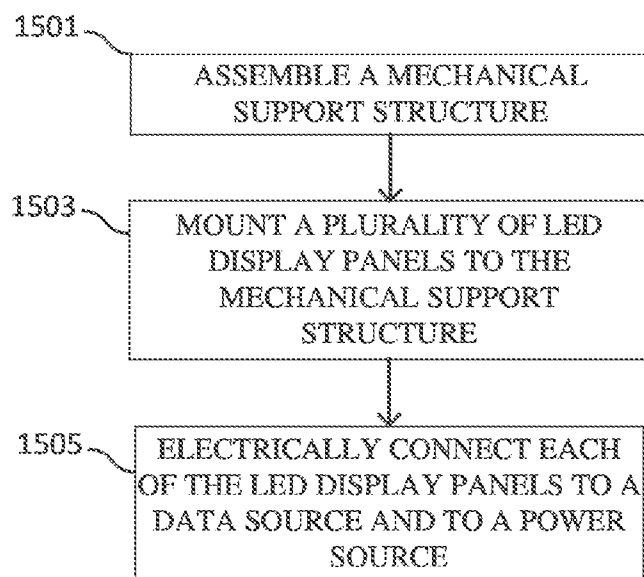 1501
ASSEMBLE A MECHANICAL
SUPPORT STRUCTURE
1503
MOUNT A PLURALITY OF LED
DISPLAY PANELS TO THE
MECHANICAL SUPPORT
STRUCTURE
1505
ELECTRICALLY CONNECT EACH
OF THE LED DISPLAY PANELS TO A
DATA SOURCE AND TO A POWER
SOURCE